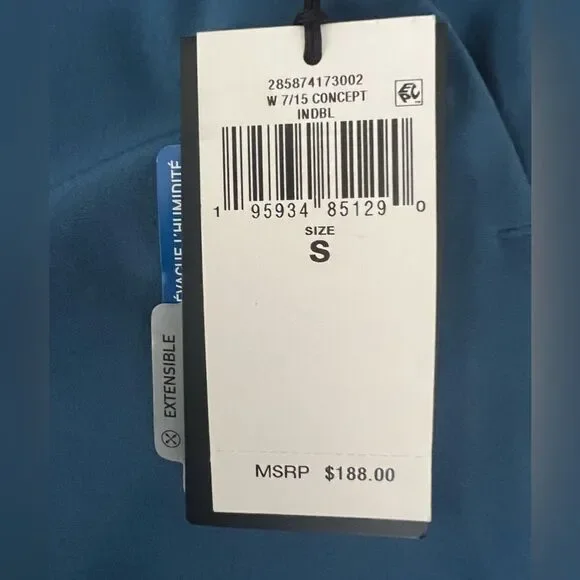 285874173002
W 7/15 CONCEPT
INDBL
1 95934 85129 0
SIZE
S
MSRP $188.00
ÉVACUE L'HUMIDITÉ
EXTENSIBLE